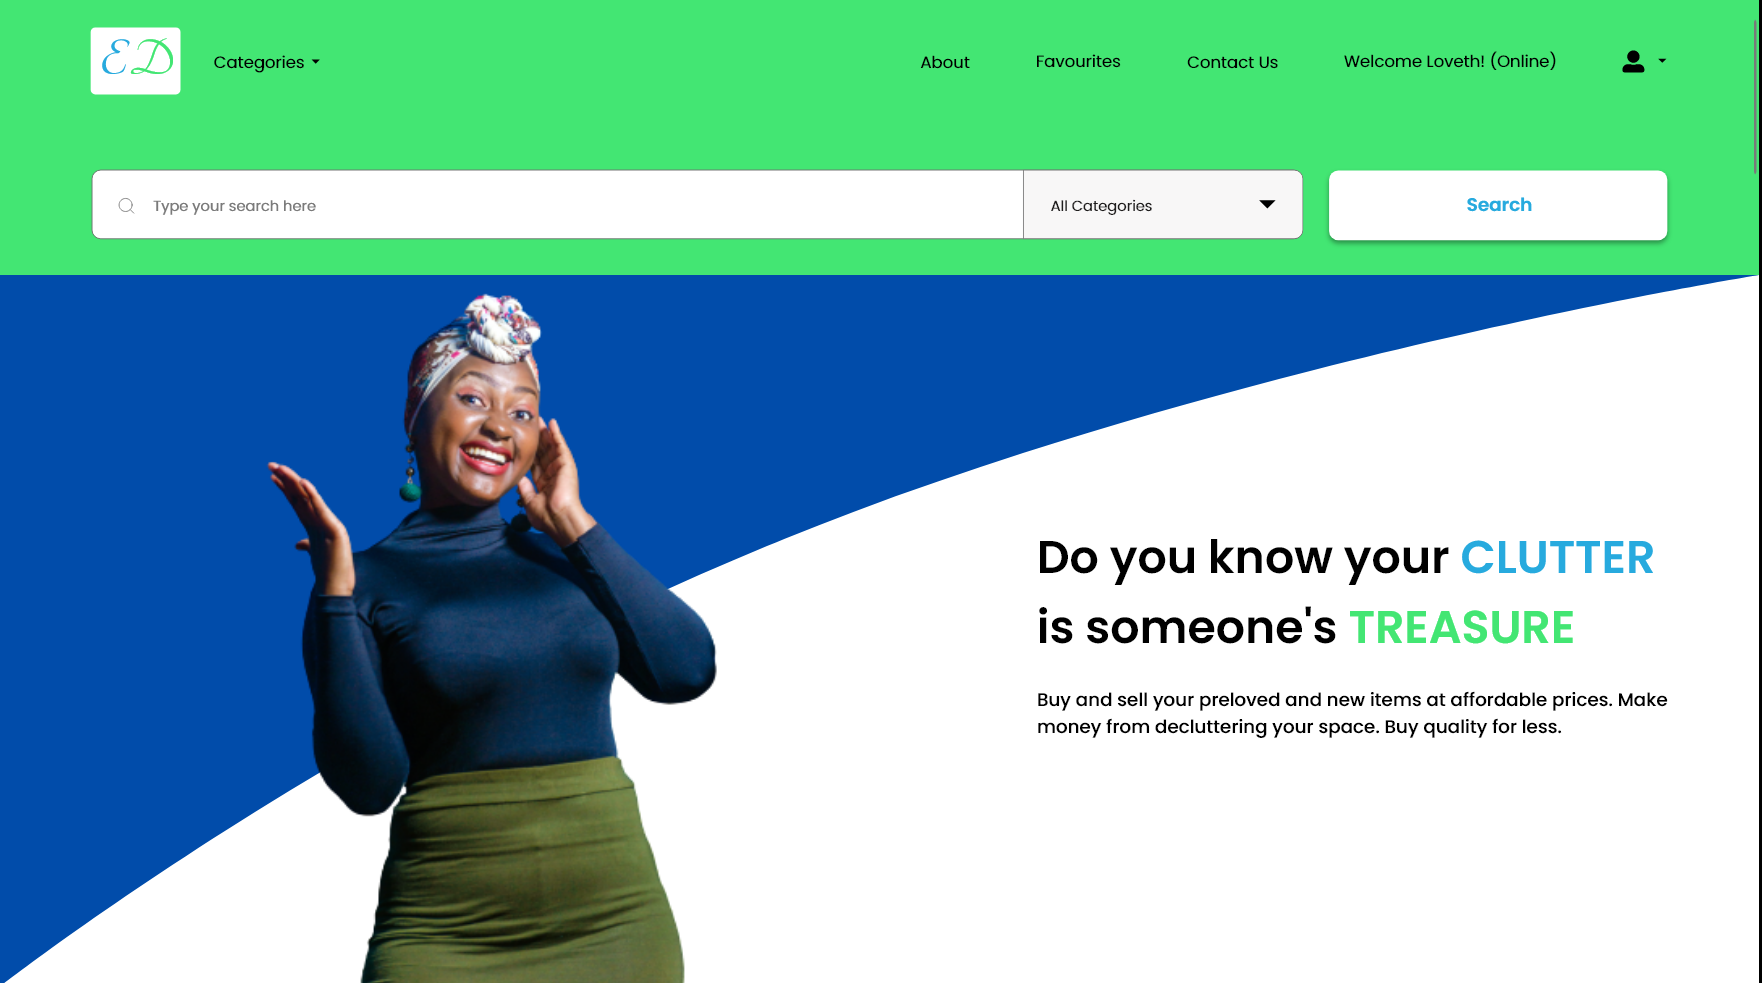 ED
Categories
About
Favourites
Contact Us
Welcome Loveth! (Online)
Type your search here
All Categories
Search
Do you know your CLUTTER
is someone's TREASURE
Buy and sell your preloved and new items at affordable prices. Make
money from decluttering your space. Buy quality for less.